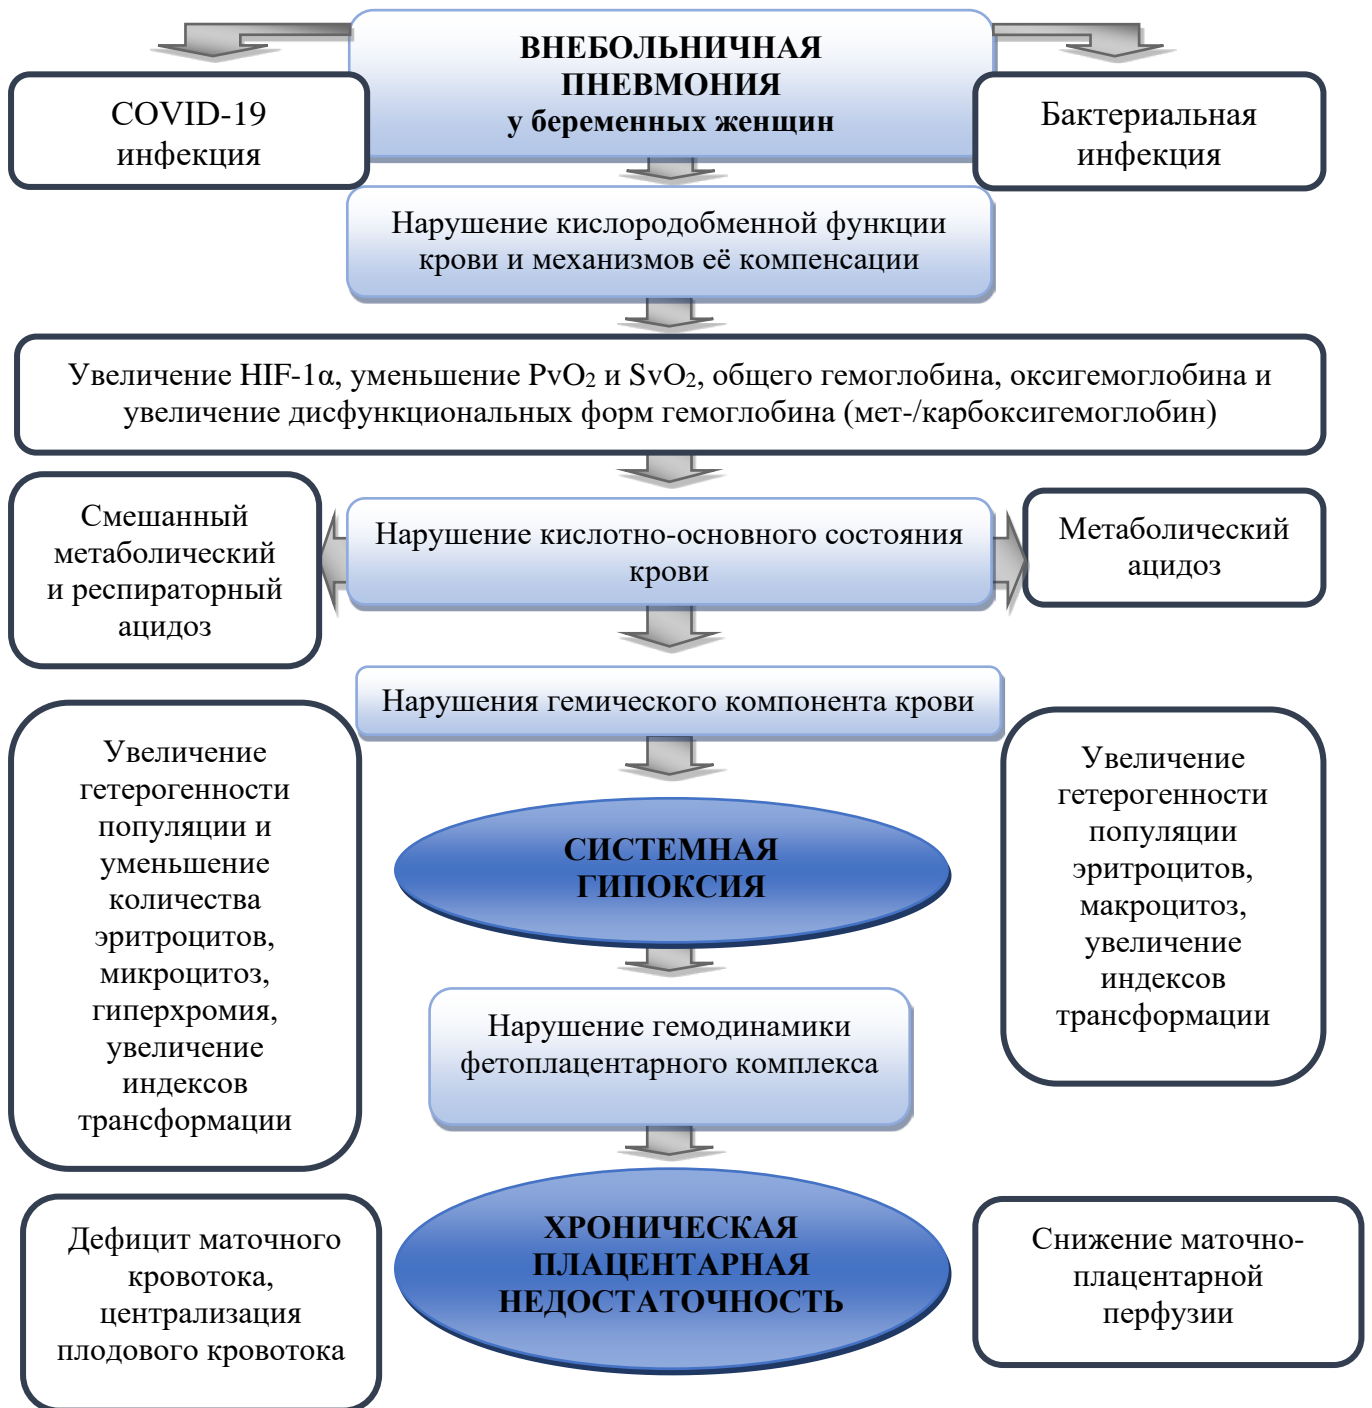 ВНЕБОЛЬНИЧНАЯ
ПНЕВМОНИЯ
у беременных женщин
COVID-19
инфекция
Бактериальная
инфекция
Нарушение кислородобменной функции
крови и механизмов её компенсации
Увеличение HIF-1α, уменьшение PvO₂ и SvO₂, общего гемоглобина, оксигемоглобина и
увеличение дисфункциональных форм гемоглобина (мет-/карбоксигемоглобин)
Смешанный
метаболический
и респираторный
ацидоз
Нарушение кислотно-основного состояния
крови
Метаболический
ацидоз
Нарушения гемического компонента крови
Увеличение
гетерогенности
популяции и
уменьшение
количества
эритроцитов,
микроцитоз,
гиперхромия,
увеличение
индексов
трансформации
Увеличение
гетерогенности
популяции
эритроцитов,
макроцитоз,
увеличение
индексов
трансформации
СИСТЕМНАЯ
ГИПОКСИЯ
Нарушение гемодинамики
фетоплацентарного комплекса
Дефицит маточного
кровотока,
централизация
плодового кровотока
ХРОНИЧЕСКАЯ
ПЛАЦЕНТАРНАЯ
НЕДОСТАТОЧНОСТЬ
Снижение маточно-
плацентарной
перфузии